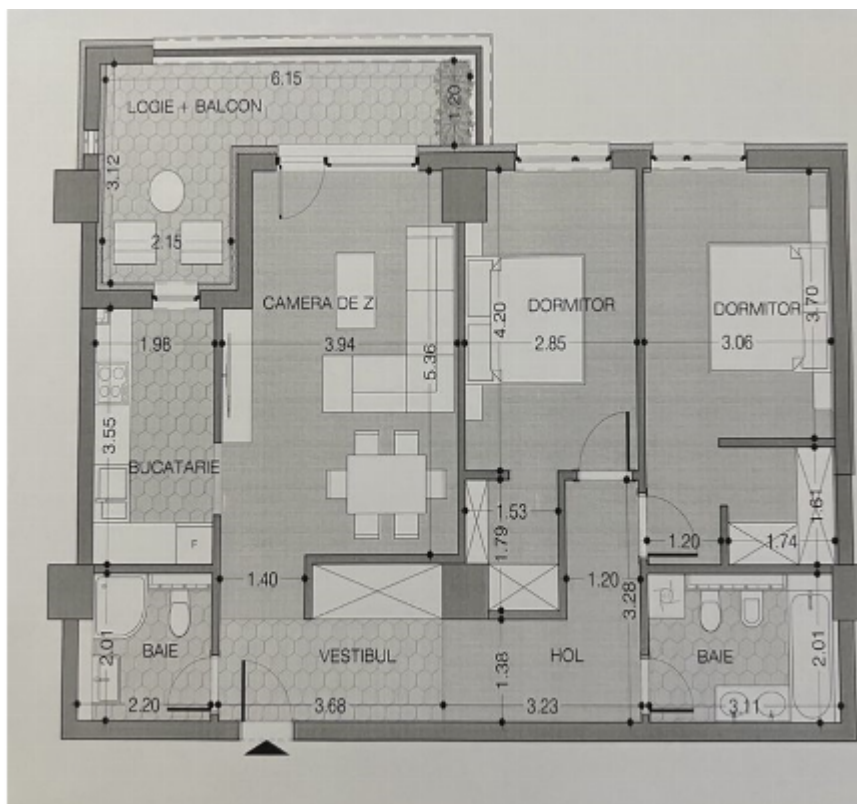 6.15
LOGIE + BALCON
1.20
3.12
2.15
CAMERA DE ZI
DORMITOR
DORMITOR
4.20
3.70
1.96
3.94
5.36
2.85
3.06
3.55
BUCATARIE
1.53
1.79
F
1.61
1.20
1.74
1.40
1.20
3.28
2.01
BAIE
VESTIBUL
1.38
HOL
BAIE
2.01
2.20
3.68
3.23
3.11